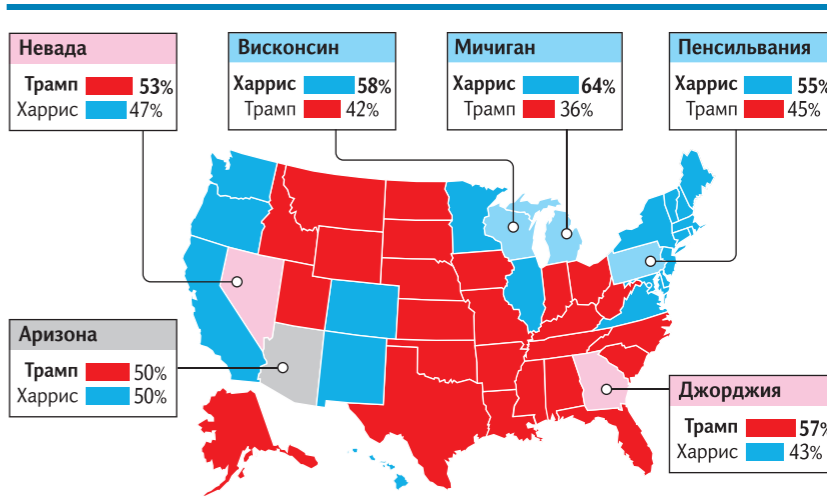 Невада
Трамп 53%
Харрис 47%
Висконсин
Харрис 58%
Трамп 42%
Мичиган
Харрис 64%
Трамп 36%
Пенсильвания
Харрис 55%
Трамп 45%
Аризона
Трамп 50%
Харрис 50%
Джорджия
Трамп 57%
Харрис 43%